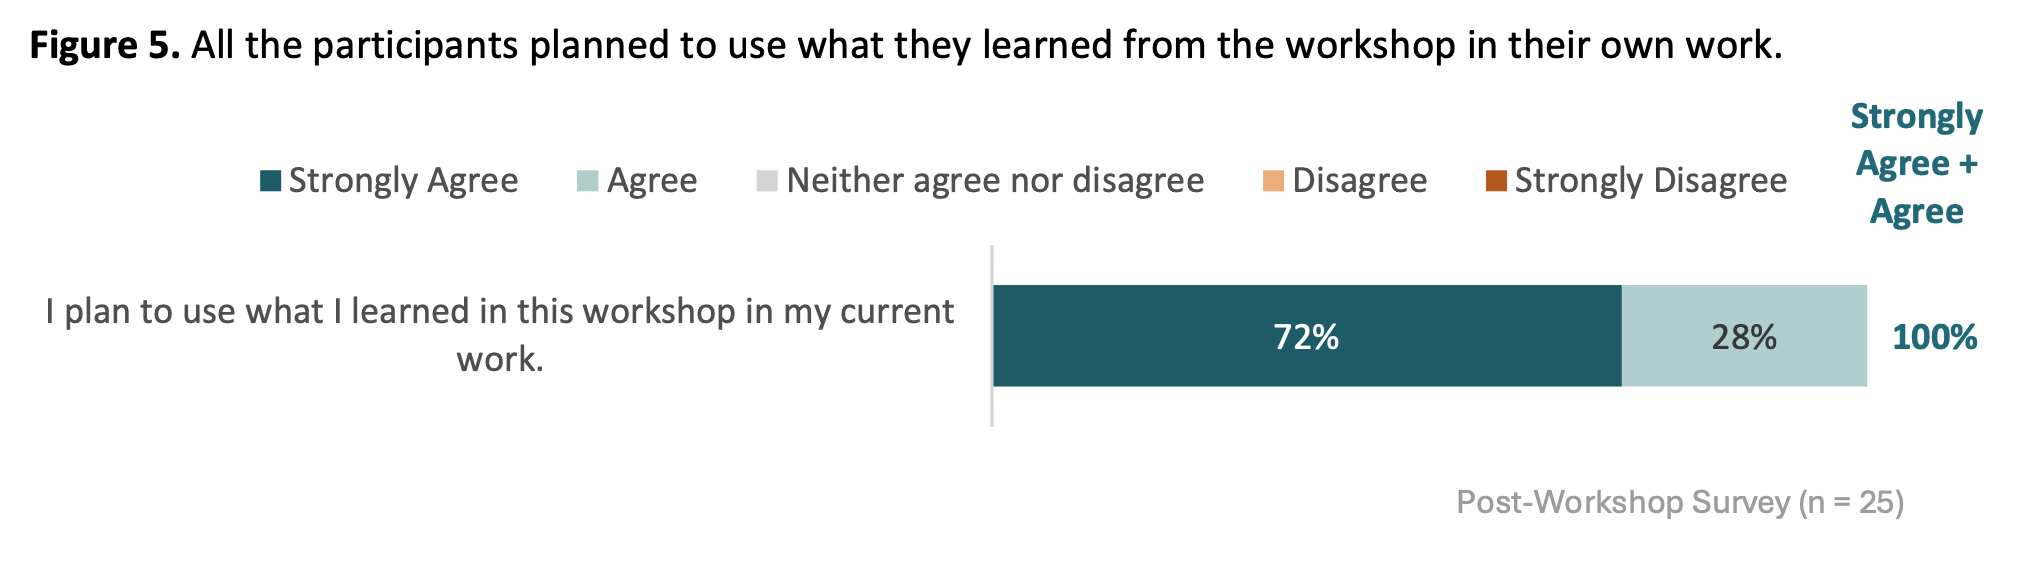 Figure 5. All the participants planned to use what they learned from the workshop in their own work.
Strongly
Agree +
Agree
Strongly Agree Agree Neither agree nor disagree Disagree Strongly Disagree
I plan to use what I learned in this workshop in my current
work.
72% 28% 100%
Post-Workshop Survey (n = 25)